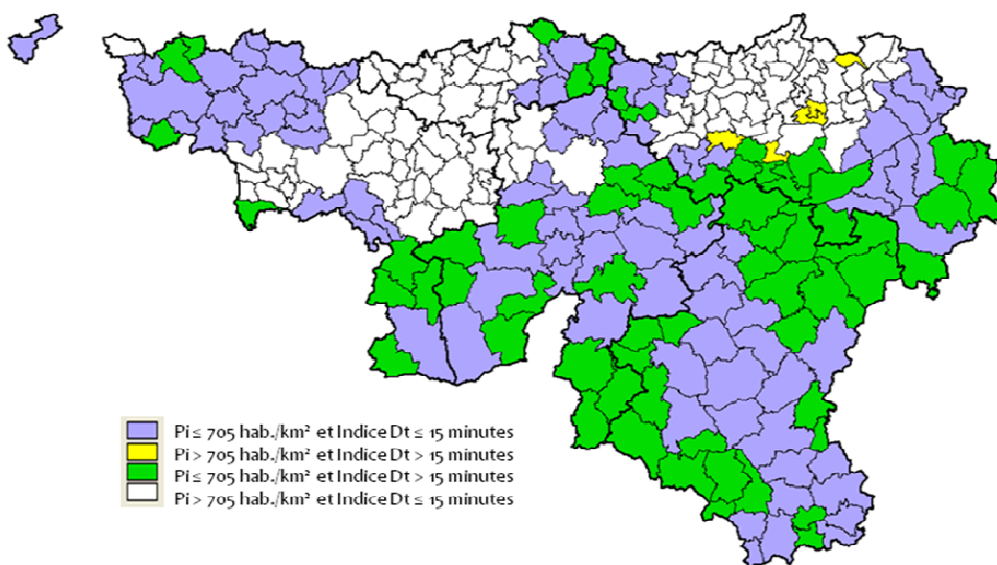 Pi ≤ 705 hab./km² et Indice Dt ≤ 15 minutes
Pi > 705 hab./km² et Indice Dt > 15 minutes
Pi ≤ 705 hab./km² et Indice Dt > 15 minutes
Pi > 705 hab./km² et Indice Dt ≤ 15 minutes